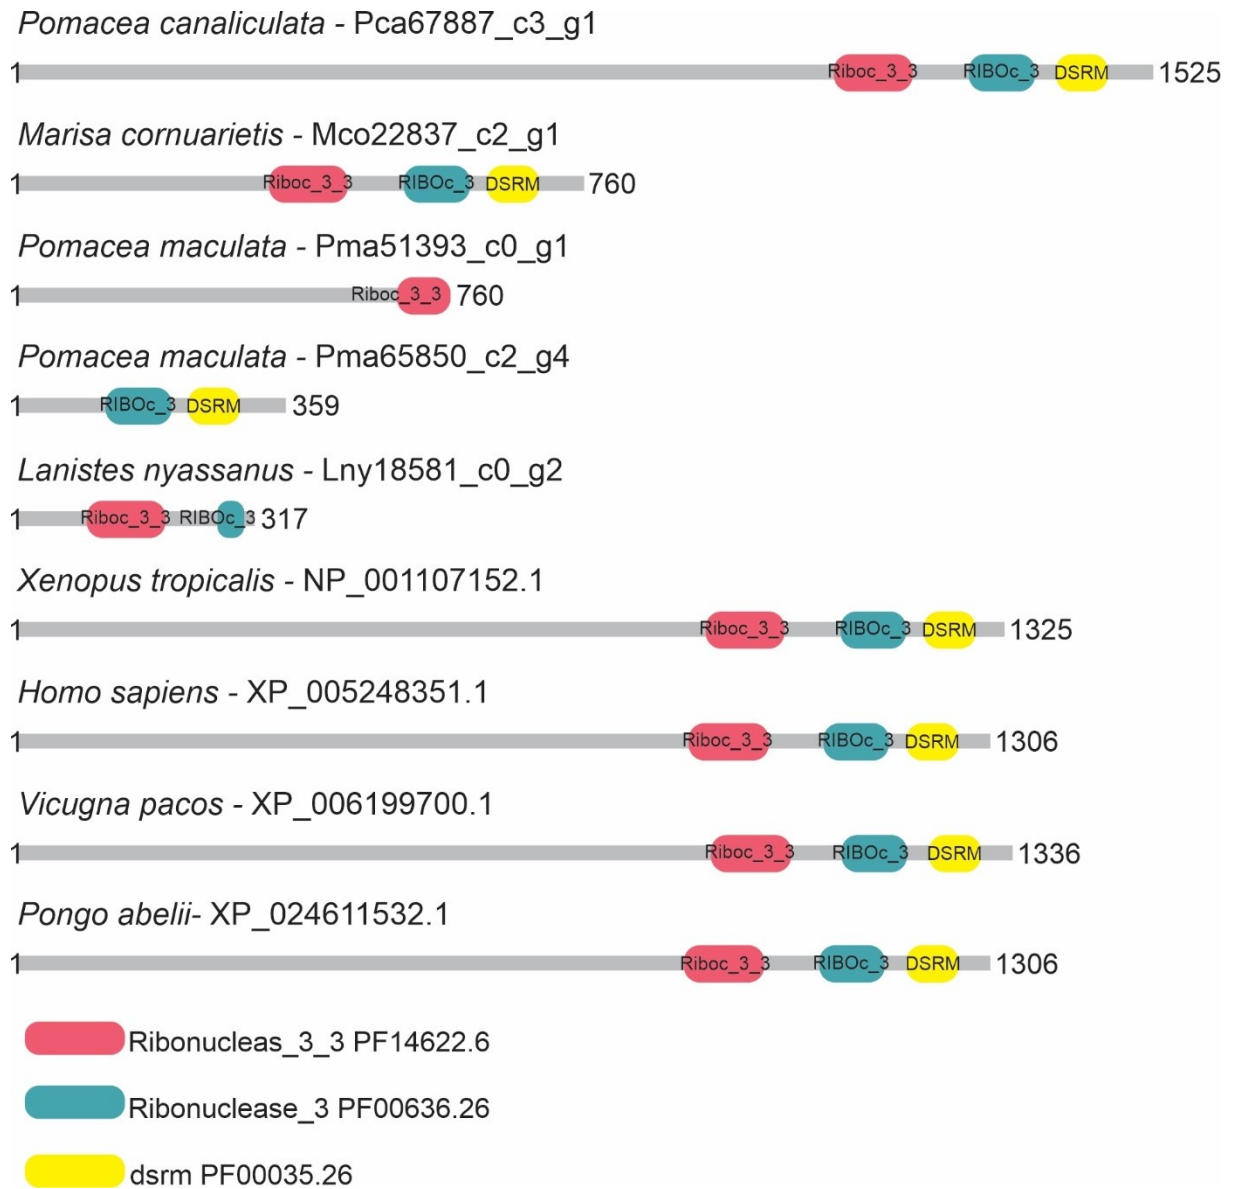 Pomacea canaliculata - Pca67887_c3_g1
1 Riboc_3_3 RIBOc_3 DSRM 1525
Marisa cornuarietis - Mco22837_c2_g1
1 Riboc_3_3 RIBOc_3 DSRM 760
Pomacea maculata - Pma51393_c0_g1
1 Riboc_3_3 760
Pomacea maculata - Pma65850_c2_g4
1 RIBOc_3 DSRM 359
Lanistes nyassanus - Lny18581_c0_g2
1 Riboc_3_3 RIBOc_3 317
Xenopus tropicalis - NP_001107152.1
1 Riboc_3_3 RIBOc_3 DSRM 1325
Homo sapiens - XP_005248351.1
1 Riboc_3_3 RIBOc_3 DSRM 1306
Vicugna pacos - XP_006199700.1
1 Riboc_3_3 RIBOc_3 DSRM 1336
Pongo abelii- XP_024611532.1
1 Riboc_3_3 RIBOc_3 DSRM 1306
Ribonucleas_3_3 PF14622.6
Ribonuclease_3 PF00636.26
dsrm PF00035.26